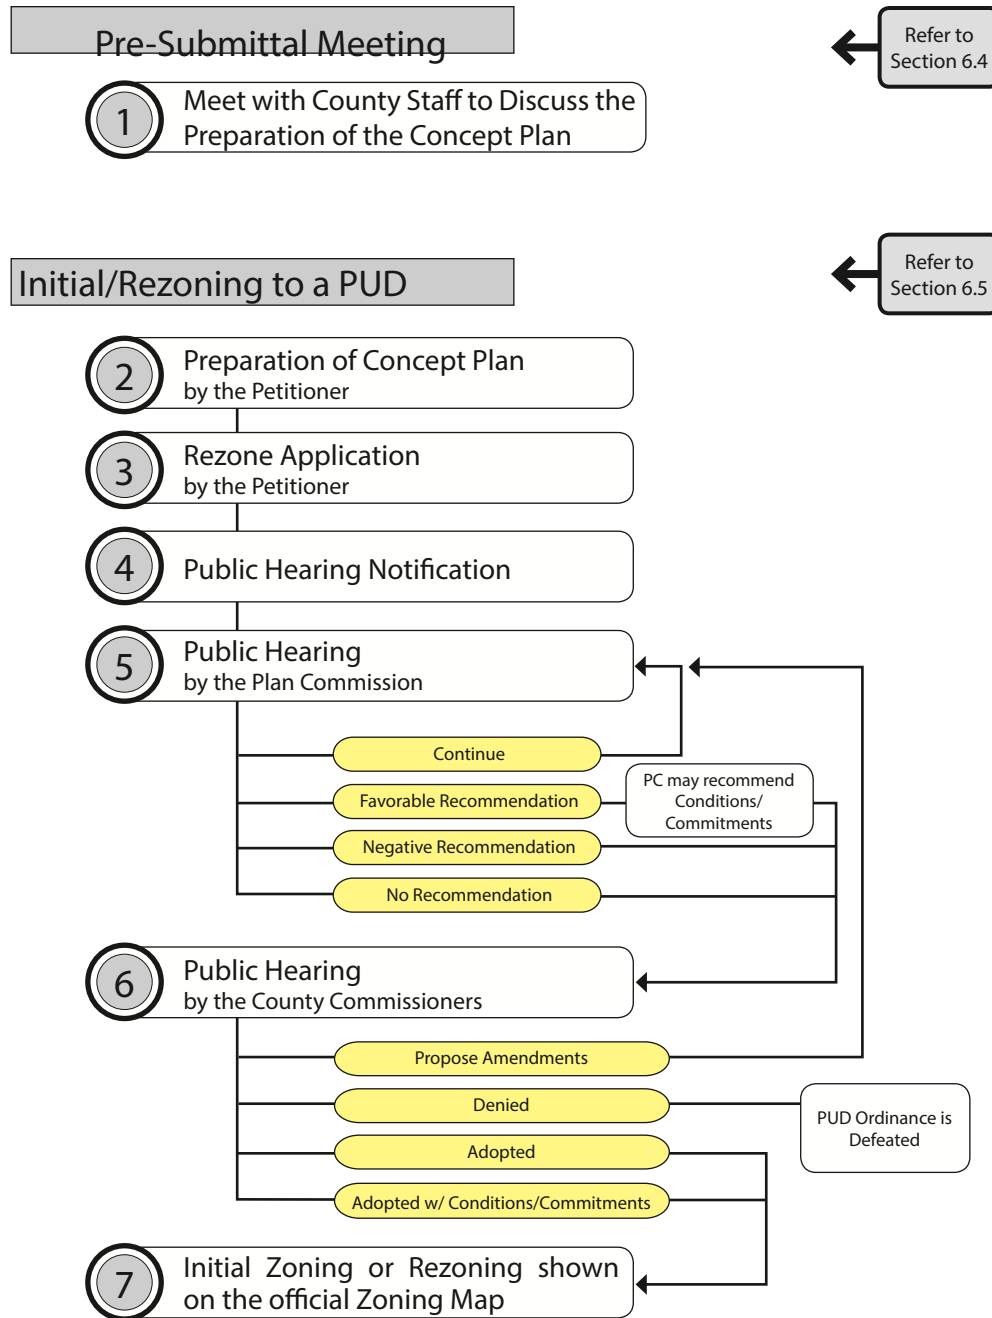 Pre-Submittal Meeting
Refer to
Section 6.4
1
Meet with County Staff to Discuss the
Preparation of the Concept Plan
Initial/Rezoning to a PUD
Refer to
Section 6.5
2
Preparation of Concept Plan
by the Petitioner
3
Rezone Application
by the Petitioner
4
Public Hearing Notification
5
Public Hearing
by the Plan Commission
Continue
Favorable Recommendation
PC may recommend
Conditions/
Commitments
Negative Recommendation
No Recommendation
6
Public Hearing
by the County Commissioners
Propose Amendments
Denied
PUD Ordinance is
Defeated
Adopted
Adopted w/ Conditions/Commitments
7
Initial Zoning or Rezoning shown
on the official Zoning Map